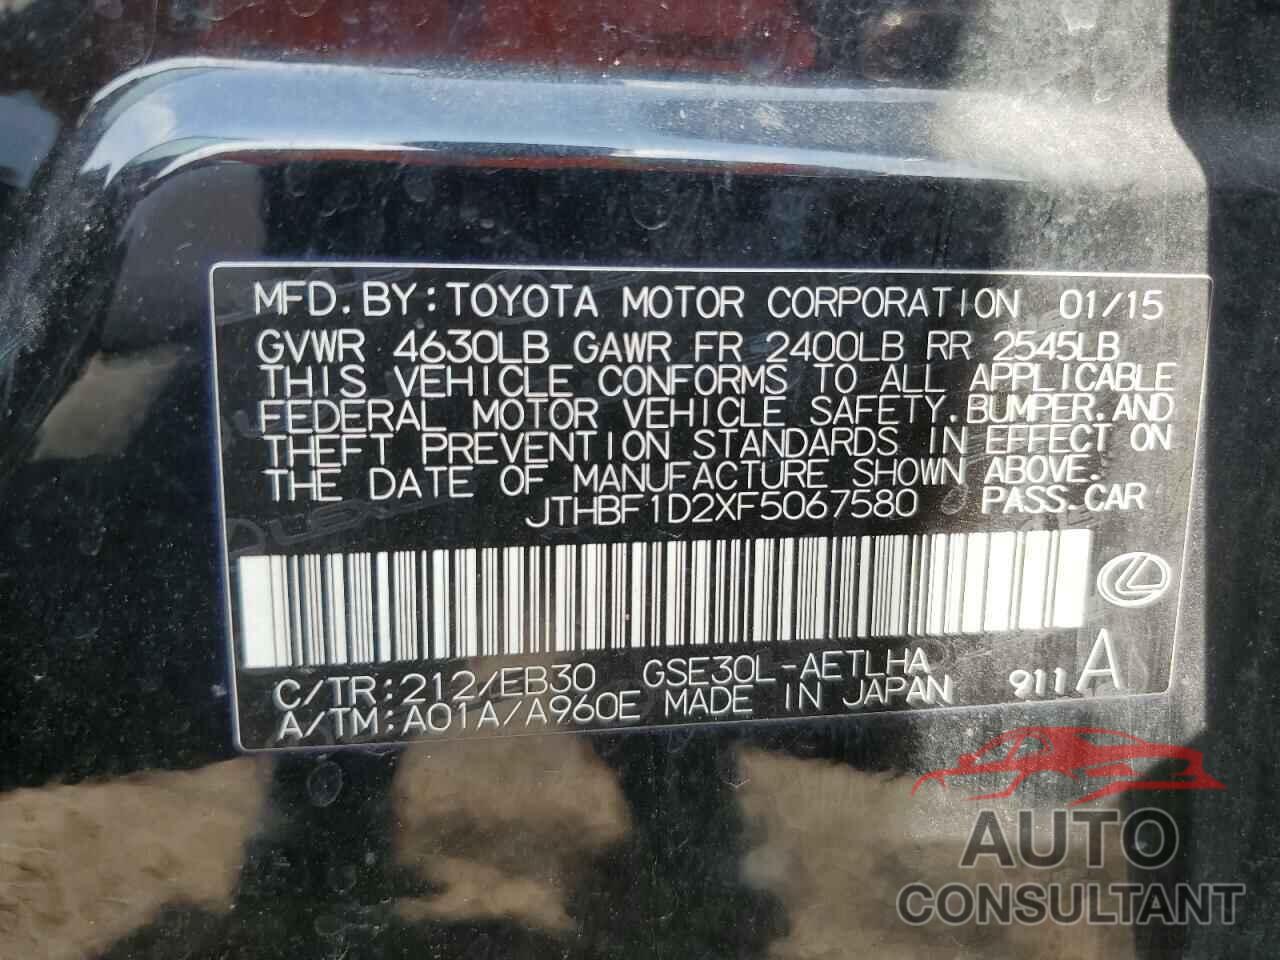 MFD.BY:TOYOTA MOTOR CORPORATION 01/15
GVWR 4630LB GAWR FR 2400LB RR 2545LB
THIS VEHICLE CONFORMS TO ALL APPLICABLE
FEDERAL MOTOR VEHICLE SAFETY,BUMPER,AND
THEFT PREVENTION STANDARDS IN EFFECT ON
THE DATE OF MANUFACTURE SHOWN ABOVE.
JTHBF1D2XF5067580 PASS.CAR
C/TR:212/EB30 GSE30L-AETLHA
A/TM:A01A/A960E MADE IN JAPAN 911 A
AUTO
CONSULTANT